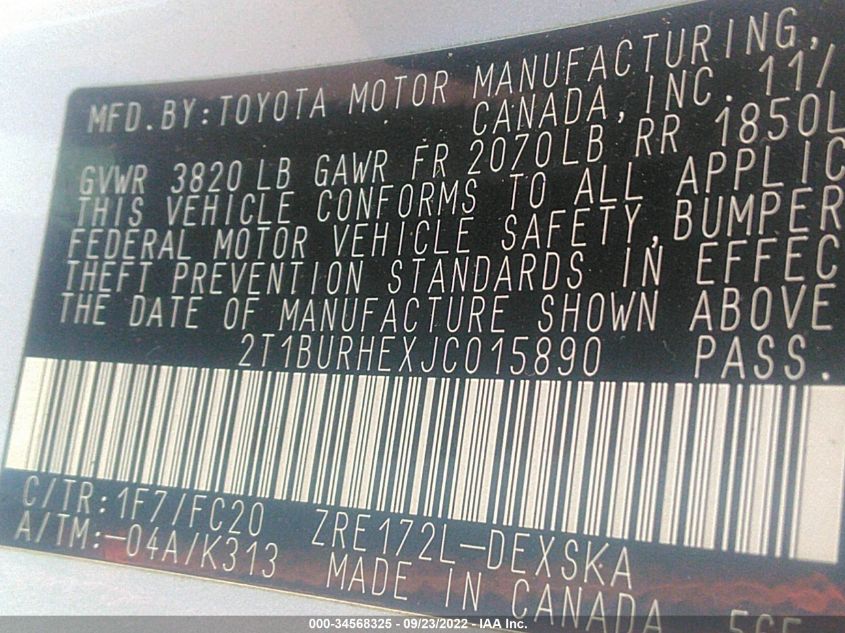 MFD.BY:TOYOTA MOTOR MANUFACTURING,
CANADA, INC. 11/
GVWR 3820 LB GAWR FR 2070LB RR 1850L
THIS VEHICLE CONFORMS TO ALL APPLIC
FEDERAL MOTOR VEHICLE SAFETY, BUMPER
THEFT PREVENTION STANDARDS IN EFFEC
THE DATE OF MANUFACTURE SHOWN ABOVE
2T1BURHEXJC015890 PASS.
C/TR:1F7/FC20 ZRE172L-DEXSKA
A/TM:-04A/K313 MADE IN CANADA
000-34568325 - 09/23/2022 - IAA Inc.